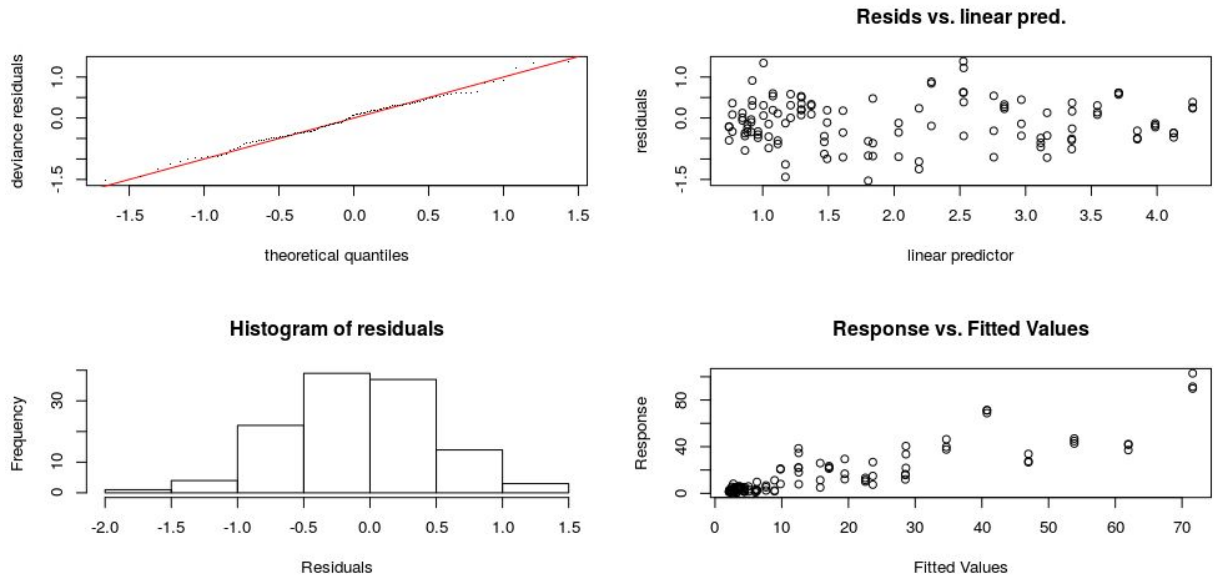 deviance residuals
-1.5 0.0 1.0
-1.5 -1.0 -0.5 0.0 0.5 1.0 1.5
theoretical quantiles
Resids vs. linear pred.
residuals
-1.5 0.0 1.0
1.0 1.5 2.0 2.5 3.0 3.5 4.0
linear predictor
Histogram of residuals
Frequency
0 10 30
-2.0 -1.5 -1.0 -0.5 0.0 0.5 1.0 1.5
Residuals
Response vs. Fitted Values
Response
0 40 80
0 10 20 30 40 50 60 70
Fitted Values